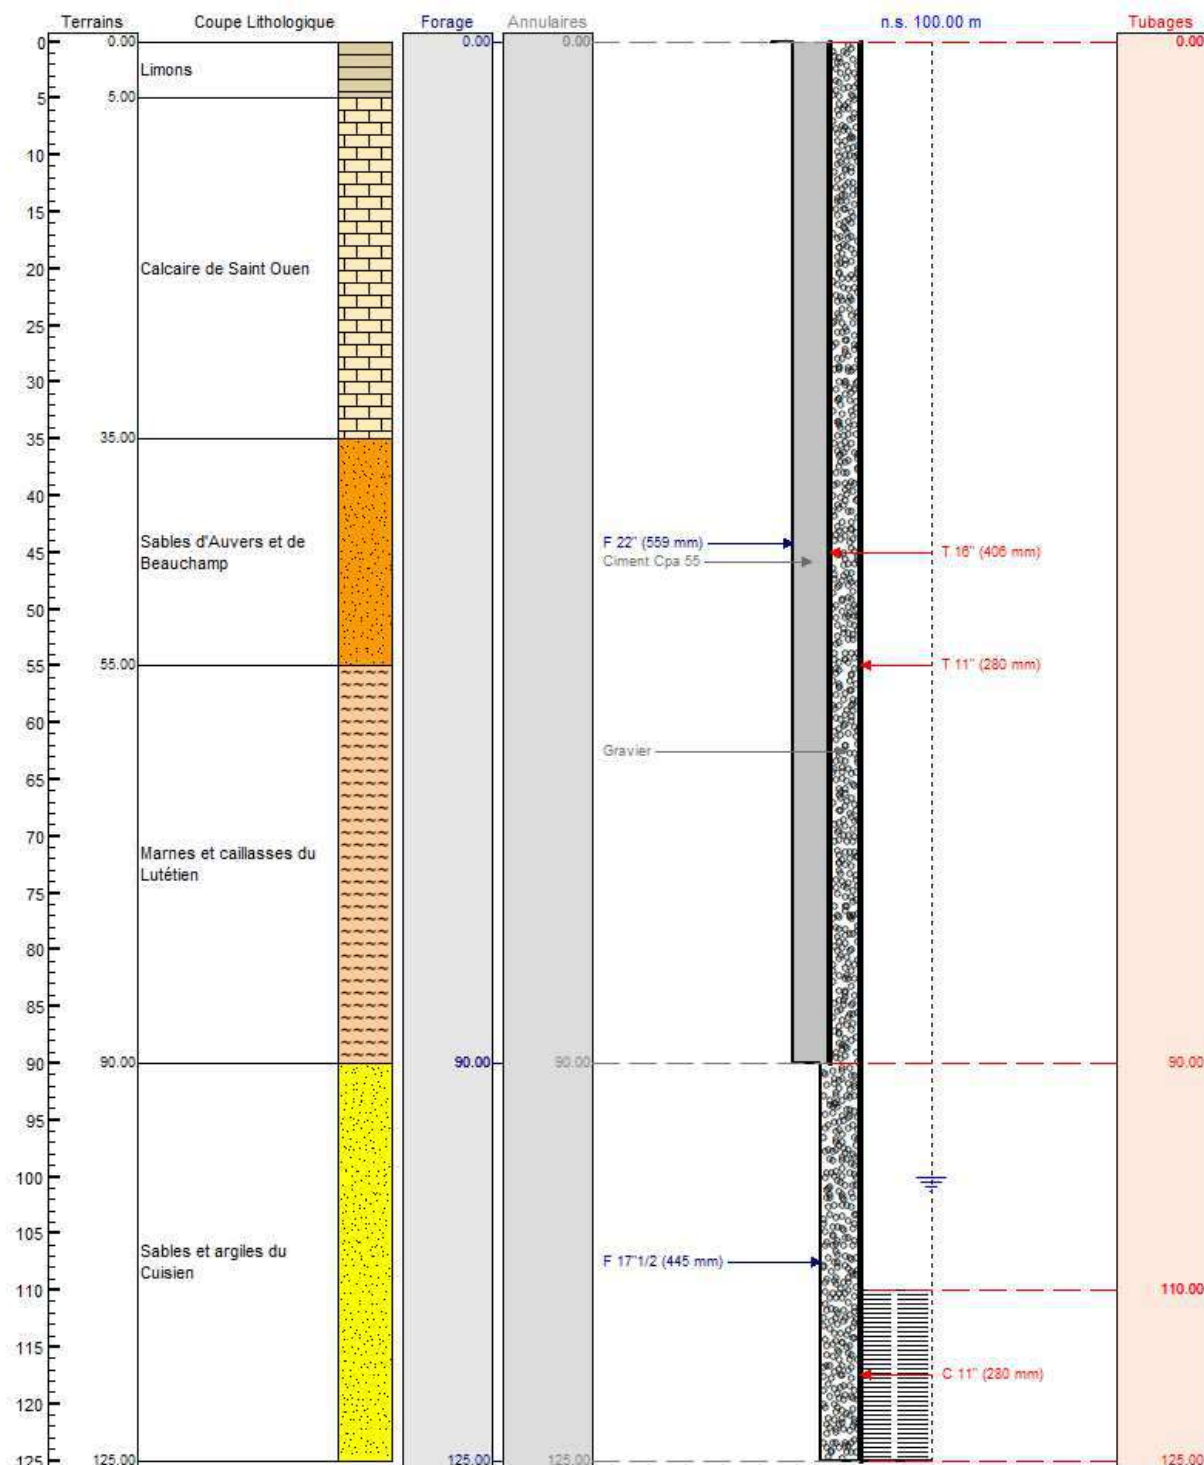 Terrains Coupe Lithologique Forage Annulaires n.s. 100.00 m Tubages
0 0.00 0.00 0.00 0.00
Limons
5 5.00
10
15
20
Calcaire de Saint Ouen
25
30
35 35.00
40
Sables d'Auvers et de
Beauchamp
F 22" (559 mm)
45
T 16" (406 mm)
Ciment Cpa 55
50
55 55.00 T 11" (280 mm)
60
Gravier
65
70
Marnes et caillasses du
Lutétien
75
80
85
90 90.00 90.00 90.00 90.00
95
100
105
Sables et argiles du
Cuisien
F 17"1/2 (445 mm)
110 110.00
115
C 11" (280 mm)
120
125 125.00 125.00 125.00 125.00